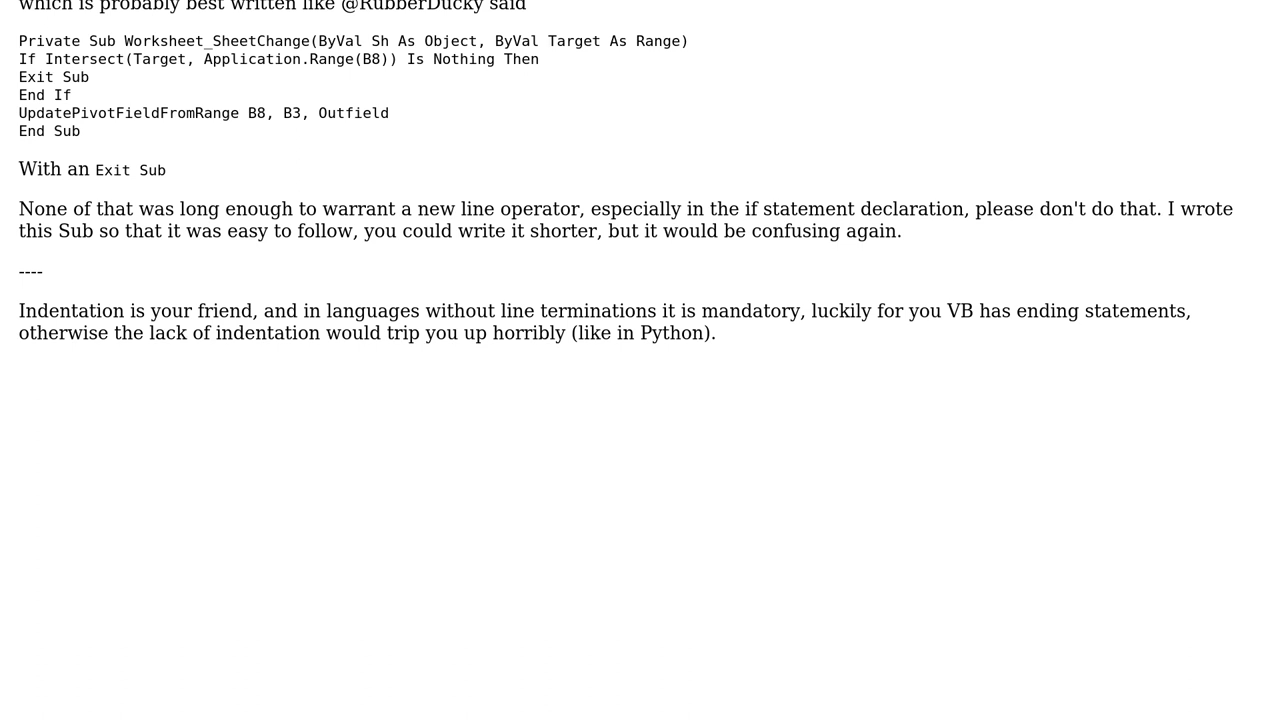 which is probably best written like @RubberDucky said
Private Sub Worksheet_SheetChange(ByVal Sh As Object, ByVal Target As Range)
If Intersect(Target, Application.Range(B8)) Is Nothing Then
Exit Sub
End If
UpdatePivotFieldFromRange B8, B3, Outfield
End Sub
With an Exit Sub
None of that was long enough to warrant a new line operator, especially in the if statement declaration, please don't do that. I wrote
this Sub so that it was easy to follow, you could write it shorter, but it would be confusing again.
----
Indentation is your friend, and in languages without line terminations it is mandatory, luckily for you VB has ending statements,
otherwise the lack of indentation would trip you up horribly (like in Python).